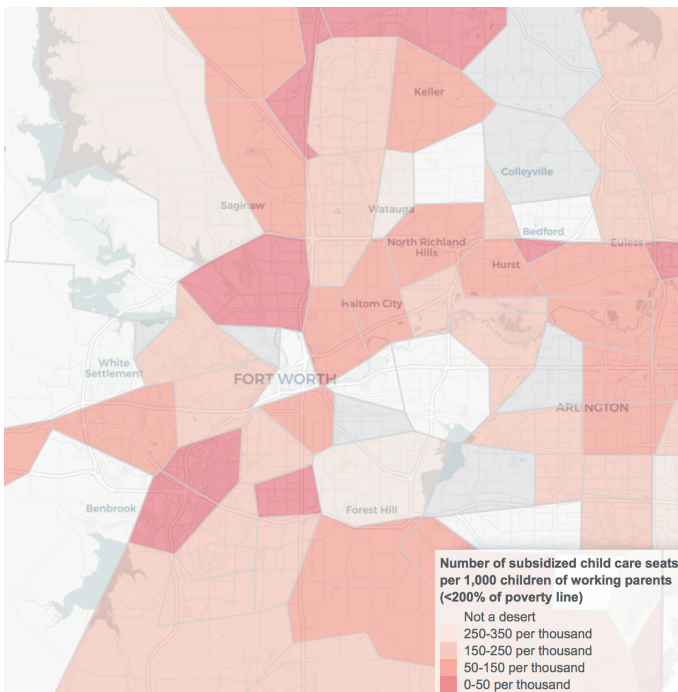 Keller
Colleyville
Saginaw
Watauga
Bedford
North Richland
Hills
Euless
Hurst
Haltom City
White
Settlement
FORT WORTH
ARLINGTON
Benbrook
Forest Hill
Number of subsidized child care seats
per 1,000 children of working parents
(<200% of poverty line)
Not a desert
250-350 per thousand
150-250 per thousand
50-150 per thousand
0-50 per thousand